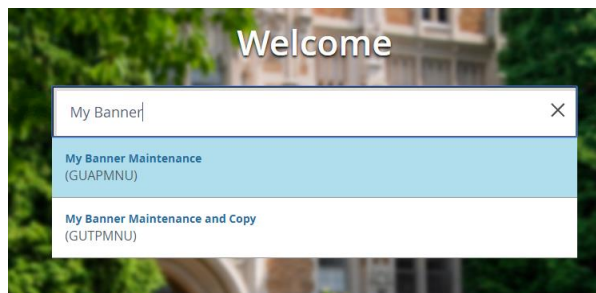 Welcome
My Banner
My Banner Maintenance
(GUAPMNU)
My Banner Maintenance and Copy
(GUTPMNU)